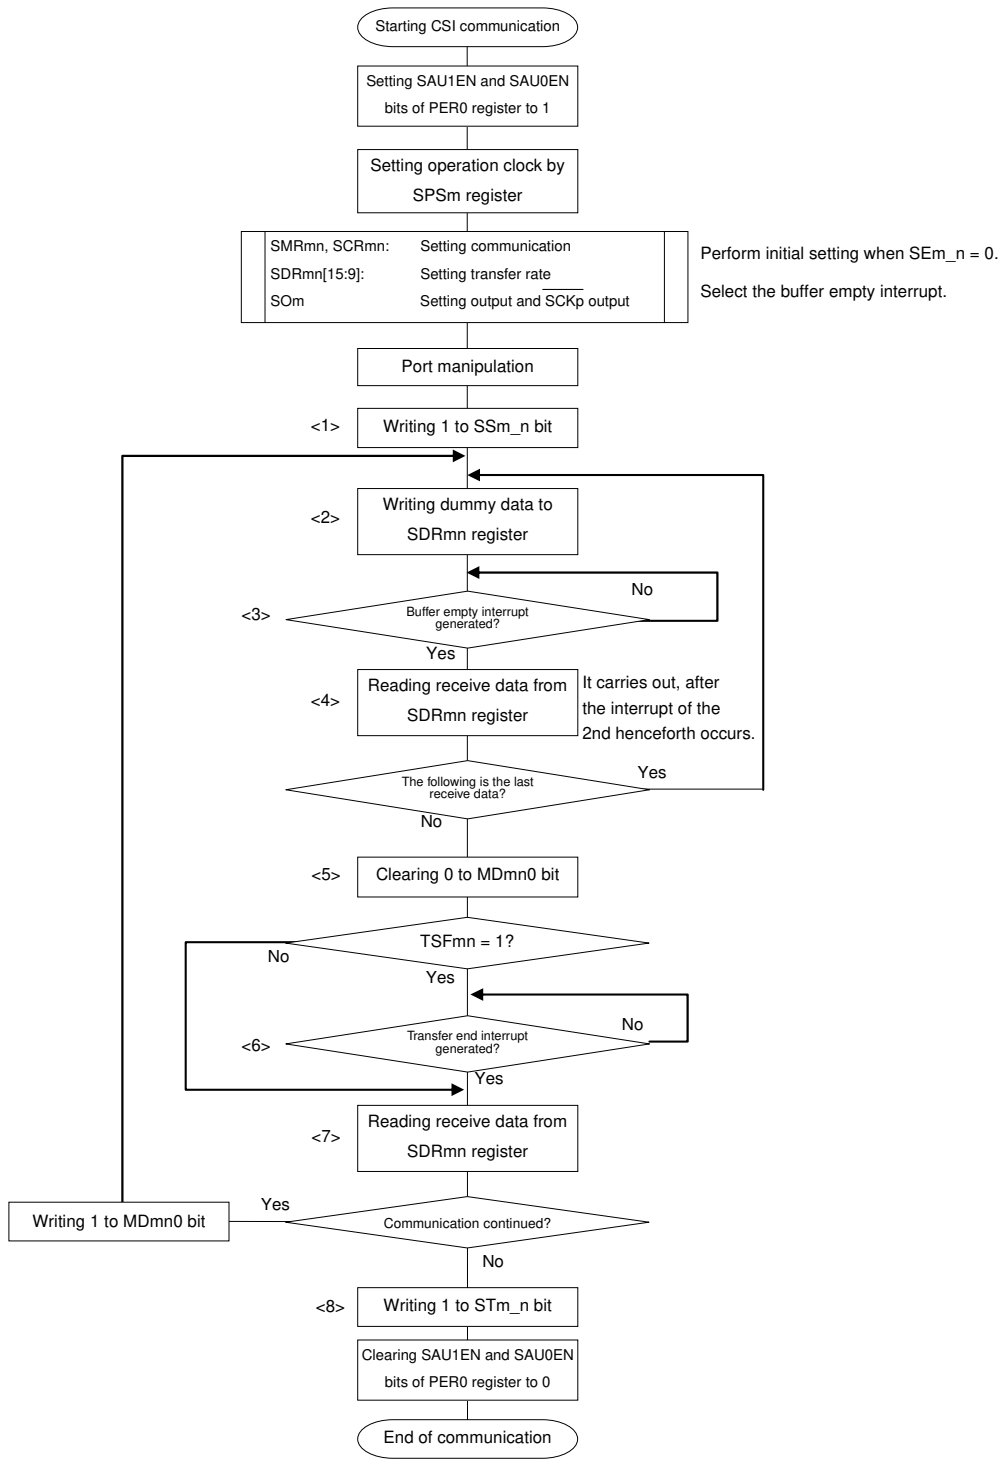 Starting CSI communication
Setting SAU1EN and SAU0EN
bits of PER0 register to 1
Setting operation clock by
SPSm register
SMRmn, SCRmn: Setting communication
SDRmn[15:9]: Setting transfer rate
SOm Setting output and SCKp output
Perform initial setting when SEm_n = 0.
Select the buffer empty interrupt.
Port manipulation
<1> Writing 1 to SSm_n bit
<2> Writing dummy data to
SDRmn register
No
<3> Buffer empty interrupt
generated?
Yes
<4> Reading receive data from
SDRmn register
It carries out, after
the interrupt of the
2nd henceforth occurs.
The following is the last
receive data?
Yes
No
<5> Clearing 0 to MDmn0 bit
TSFmn = 1?
No
Yes
No
<6> Transfer end interrupt
generated?
Yes
<7> Reading receive data from
SDRmn register
Communication continued?
Yes
Writing 1 to MDmn0 bit
No
<8> Writing 1 to STm_n bit
Clearing SAU1EN and SAU0EN
bits of PER0 register to 0
End of communication